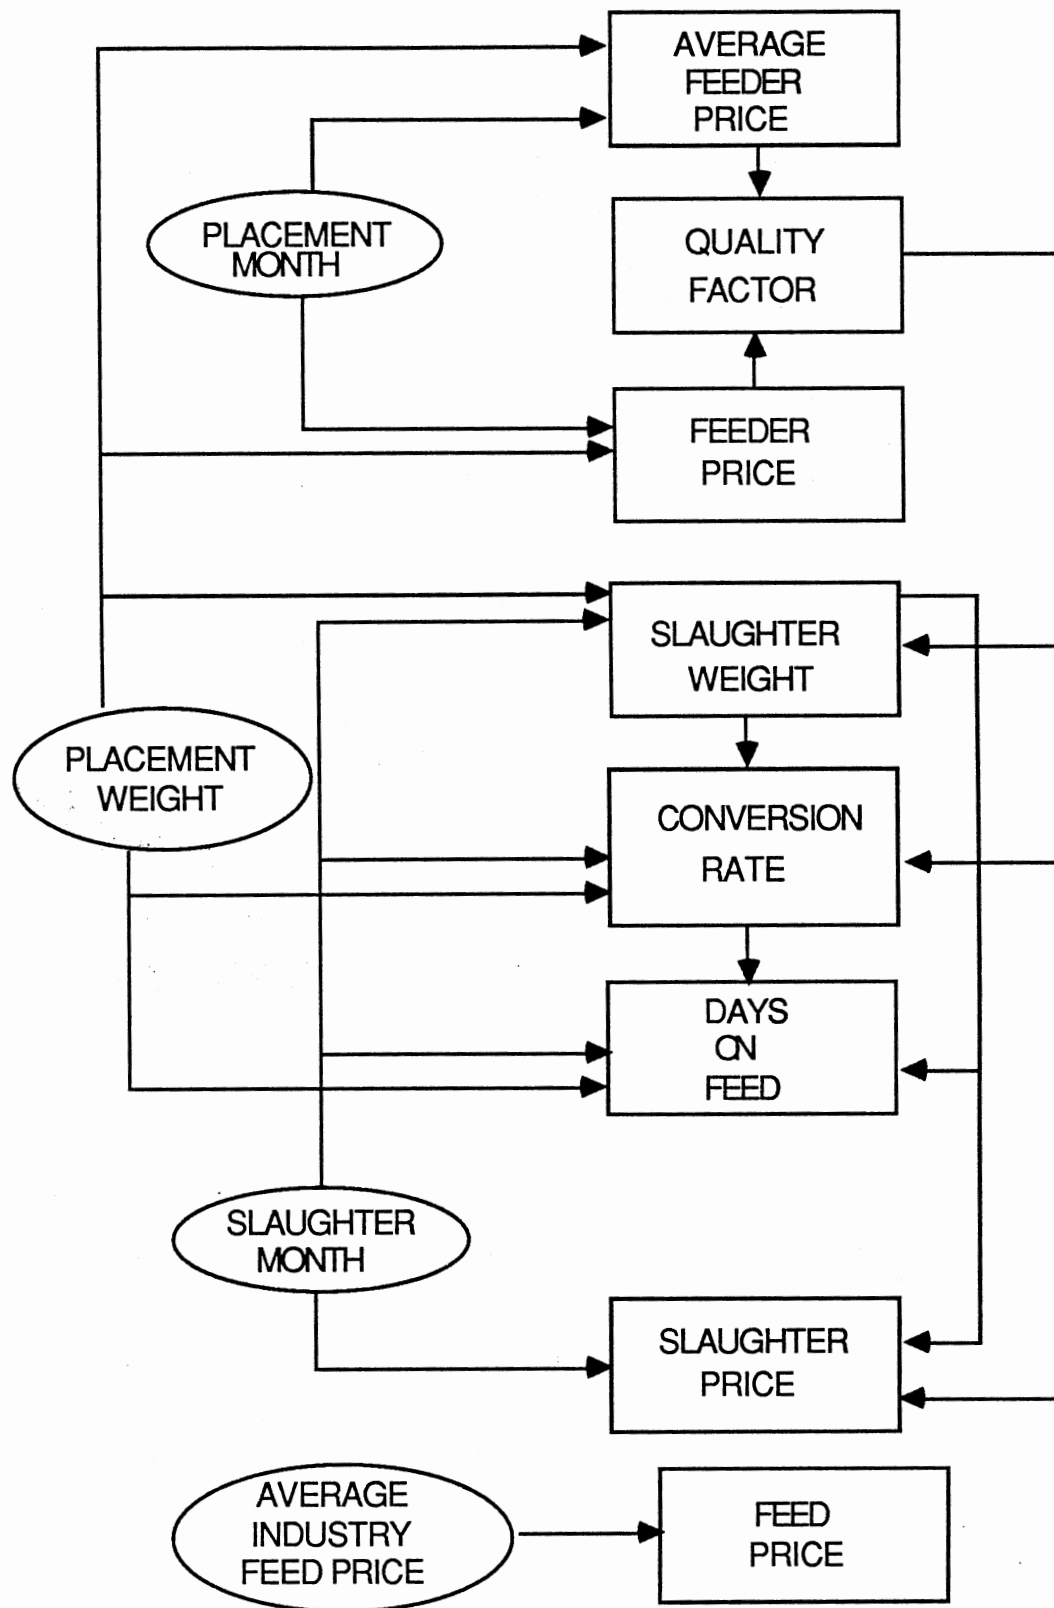 AVERAGE
FEEDER
PRICE
PLACEMENT
MONTH
QUALITY
FACTOR
FEEDER
PRICE
SLAUGHTER
WEIGHT
PLACEMENT
WEIGHT
CONVERSION
RATE
DAYS
ON
FEED
SLAUGHTER
MONTH
SLAUGHTER
PRICE
AVERAGE
INDUSTRY
FEED PRICE
FEED
PRICE